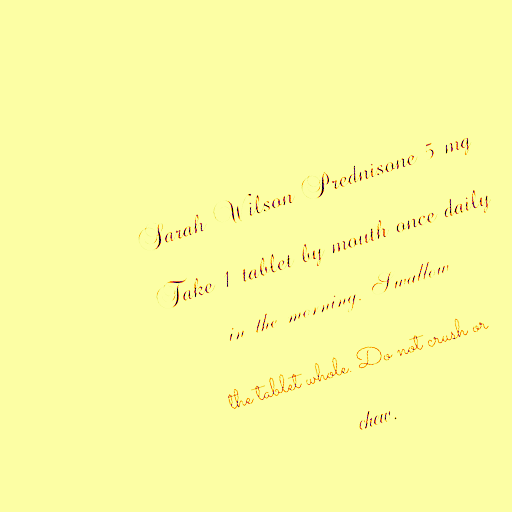 Sarah Wilson Prednisone 5 mg
Take 1 tablet by mouth once daily
in the morning. Swallow
the tablet whole. Do not crush or
chew.